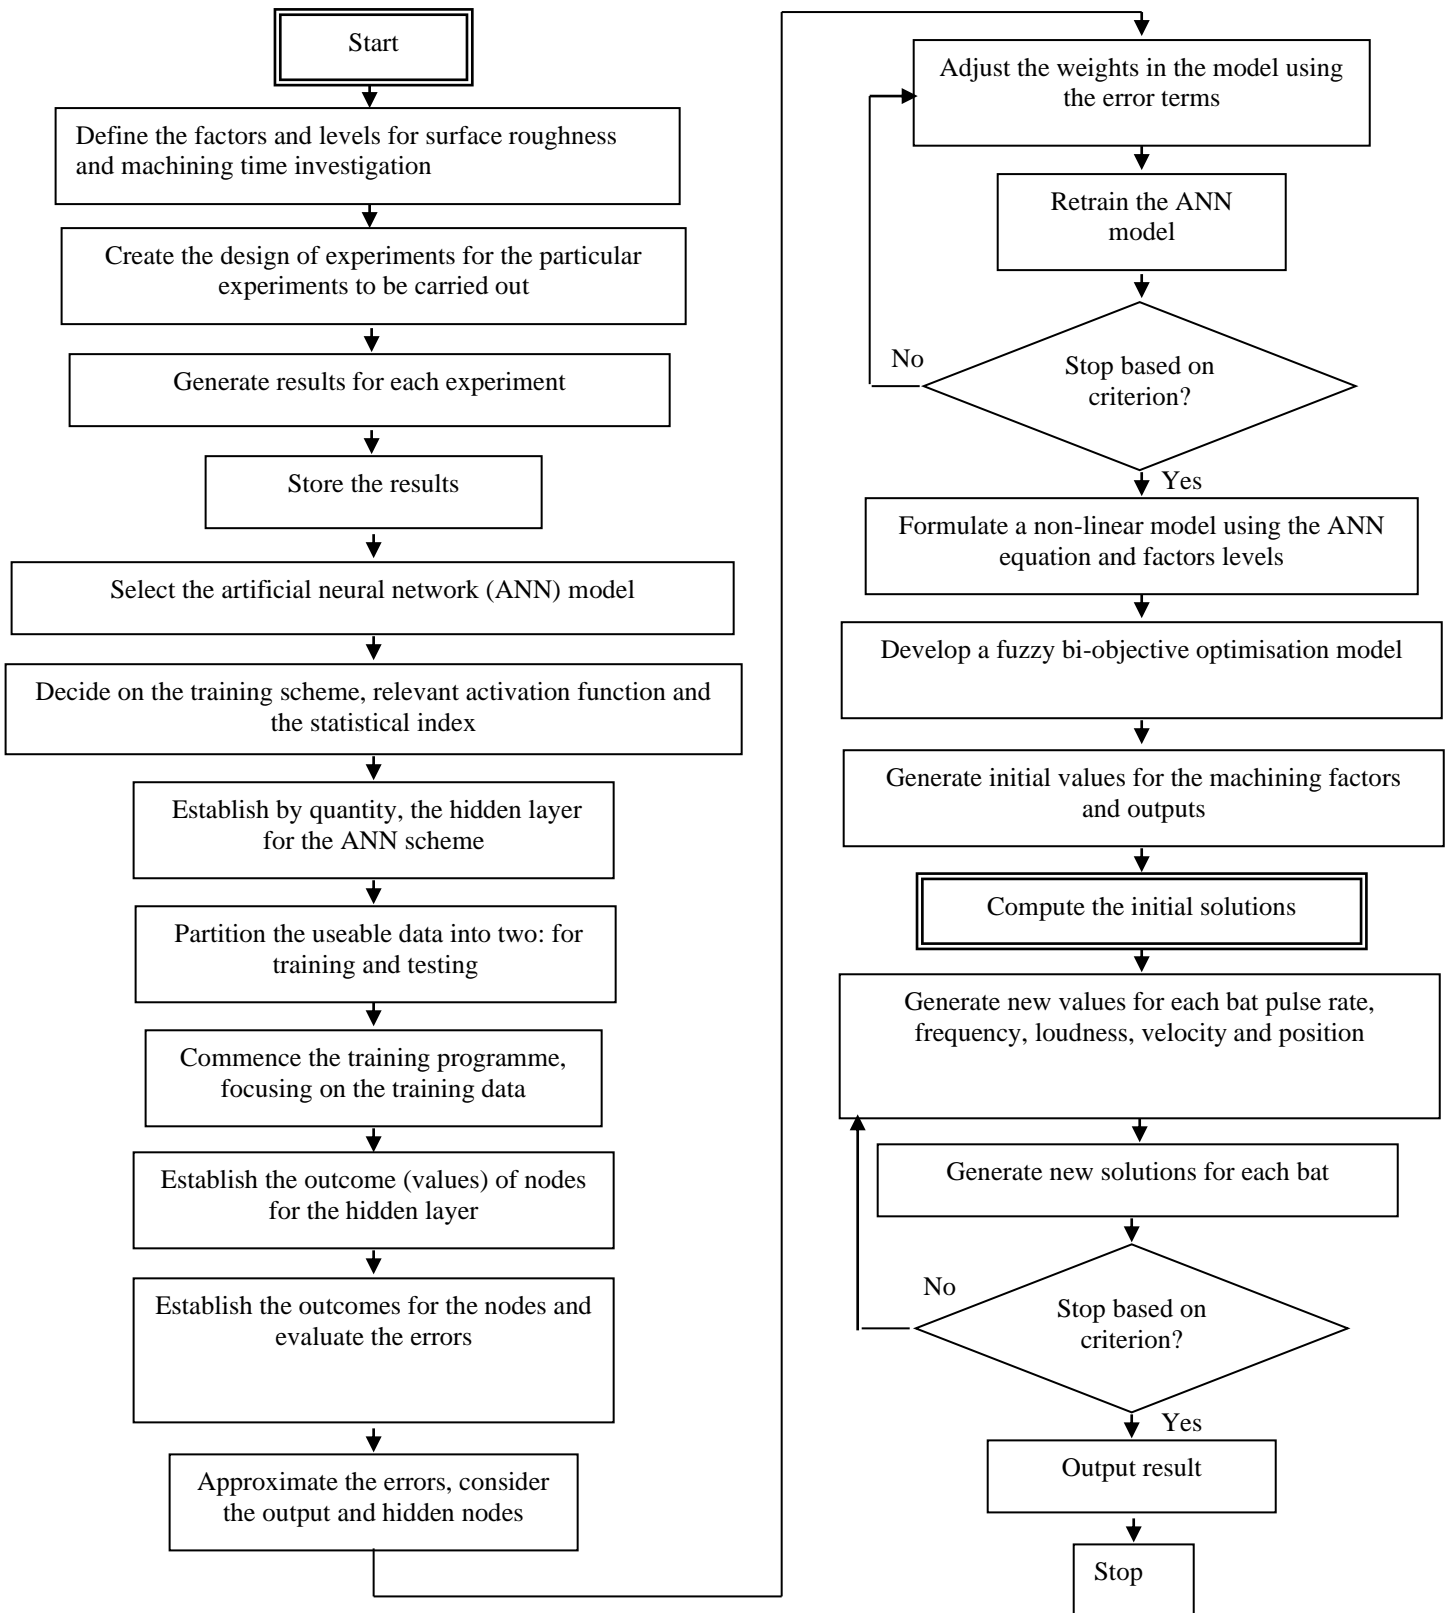 Start
Define the factors and levels for surface roughness
and machining time investigation
Create the design of experiments for the particular
experiments to be carried out
Generate results for each experiment
Store the results
Select the artificial neural network (ANN) model
Decide on the training scheme, relevant activation function and
the statistical index
Establish by quantity, the hidden layer
for the ANN scheme
Partition the useable data into two: for
training and testing
Commence the training programme,
focusing on the training data
Establish the outcome (values) of nodes
for the hidden layer
Establish the outcomes for the nodes and
evaluate the errors
Approximate the errors, consider
the output and hidden nodes
Adjust the weights in the model using
the error terms
Retrain the ANN
model
No
Stop based on
criterion?
Yes
Formulate a non-linear model using the ANN
equation and factors levels
Develop a fuzzy bi-objective optimisation model
Generate initial values for the machining factors
and outputs
Compute the initial solutions
Generate new values for each bat pulse rate,
frequency, loudness, velocity and position
Generate new solutions for each bat
No
Stop based on
criterion?
Yes
Output result
Stop